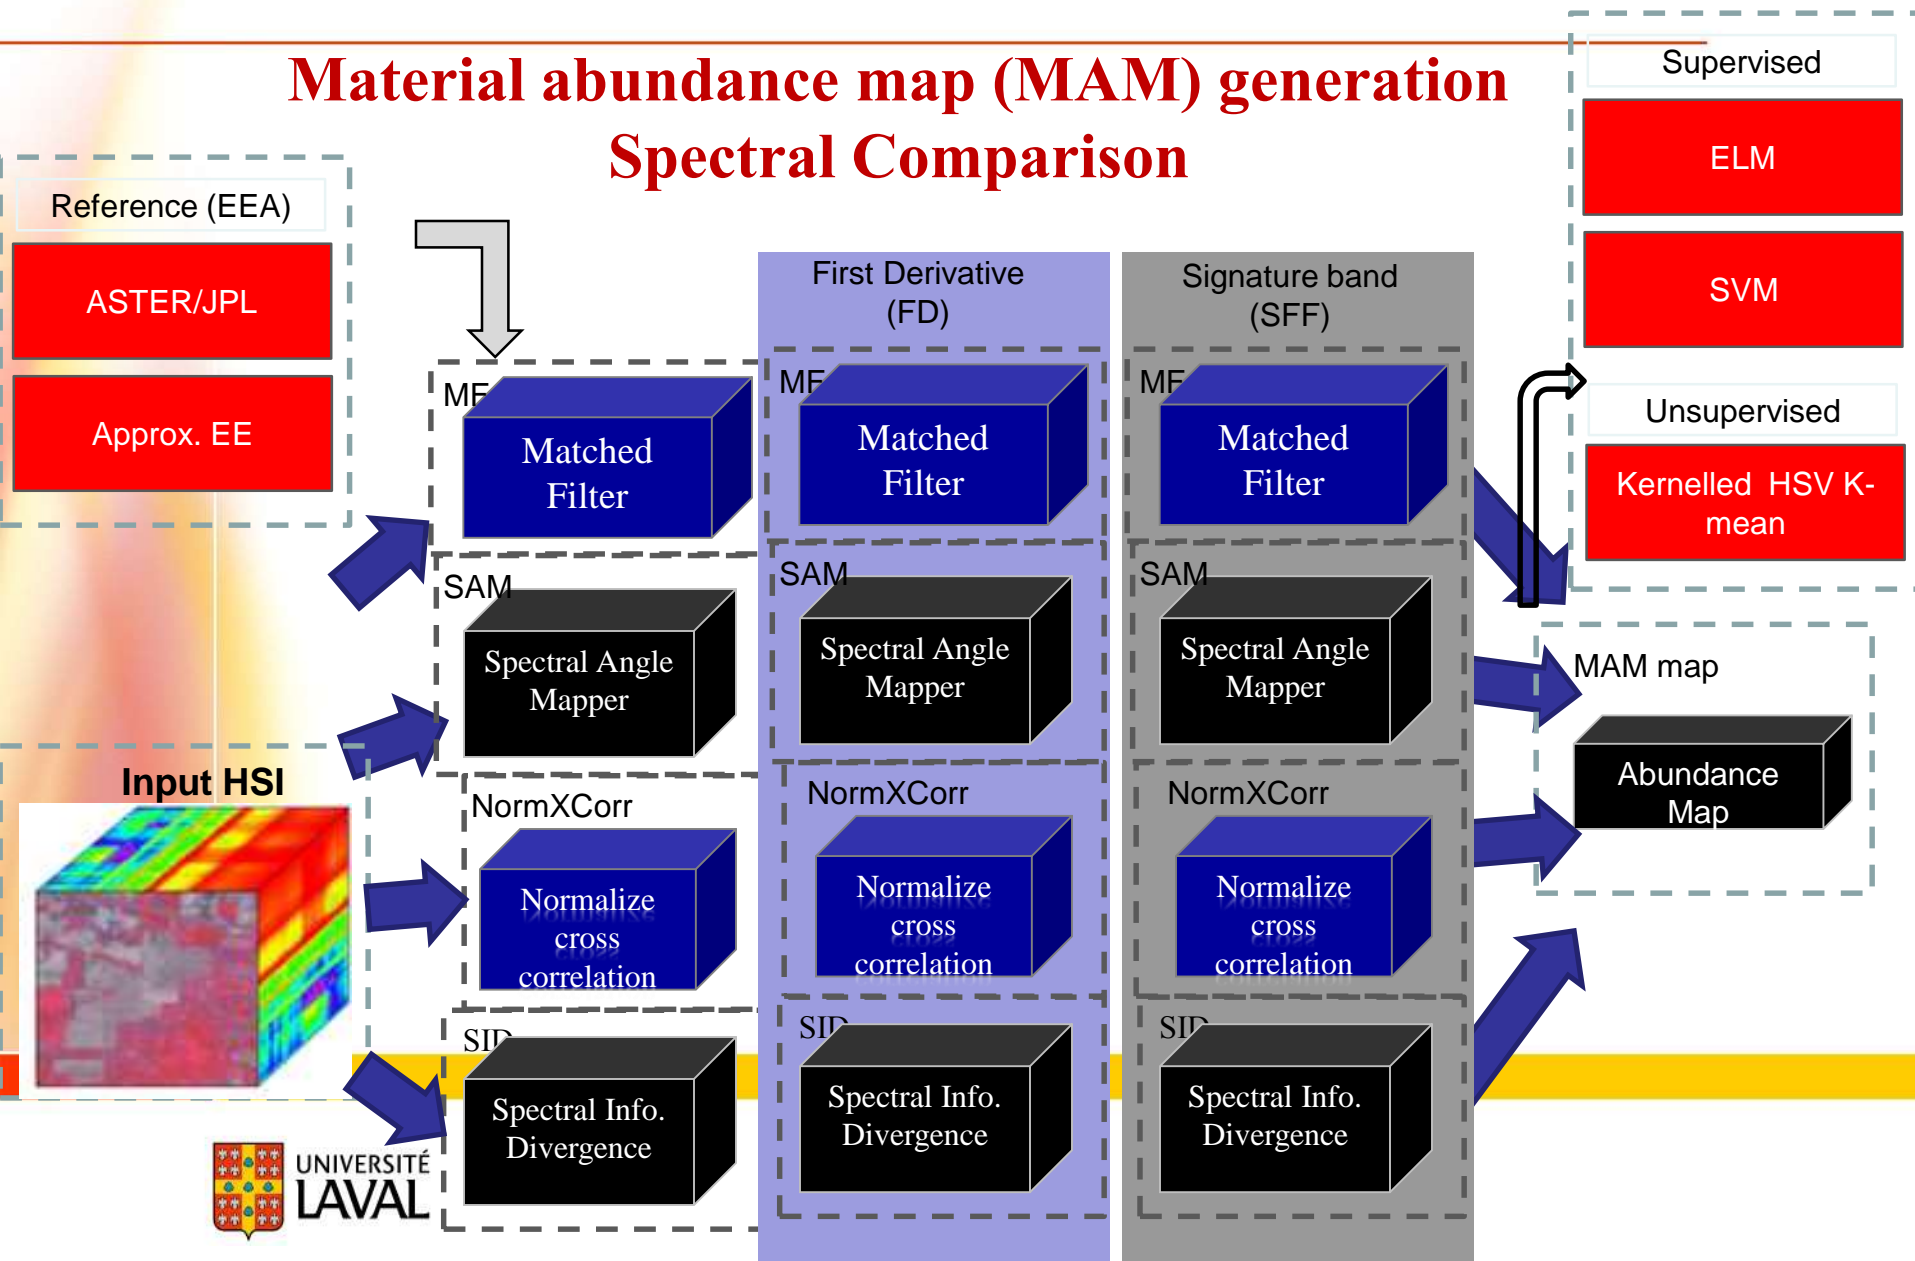 Material abundance map (MAM) generation
Spectral Comparison
Reference (EEA)
ASTER/JPL
Approx. EE
Input HSI
UNIVERSITÉ
LAVAL
MF
Matched
Filter
SAM
Spectral Angle
Mapper
NormXCorr
Normalize
cross
correlation
SID
Spectral Info.
Divergence
First Derivative
(FD)
MF
Matched
Filter
SAM
Spectral Angle
Mapper
NormXCorr
Normalize
cross
correlation
SID
Spectral Info.
Divergence
Signature band
(SFF)
MF
Matched
Filter
SAM
Spectral Angle
Mapper
NormXCorr
Normalize
cross
correlation
SID
Spectral Info.
Divergence
Supervised
ELM
SVM
Unsupervised
Kernelled HSV K-
mean
MAM map
Abundance
Map